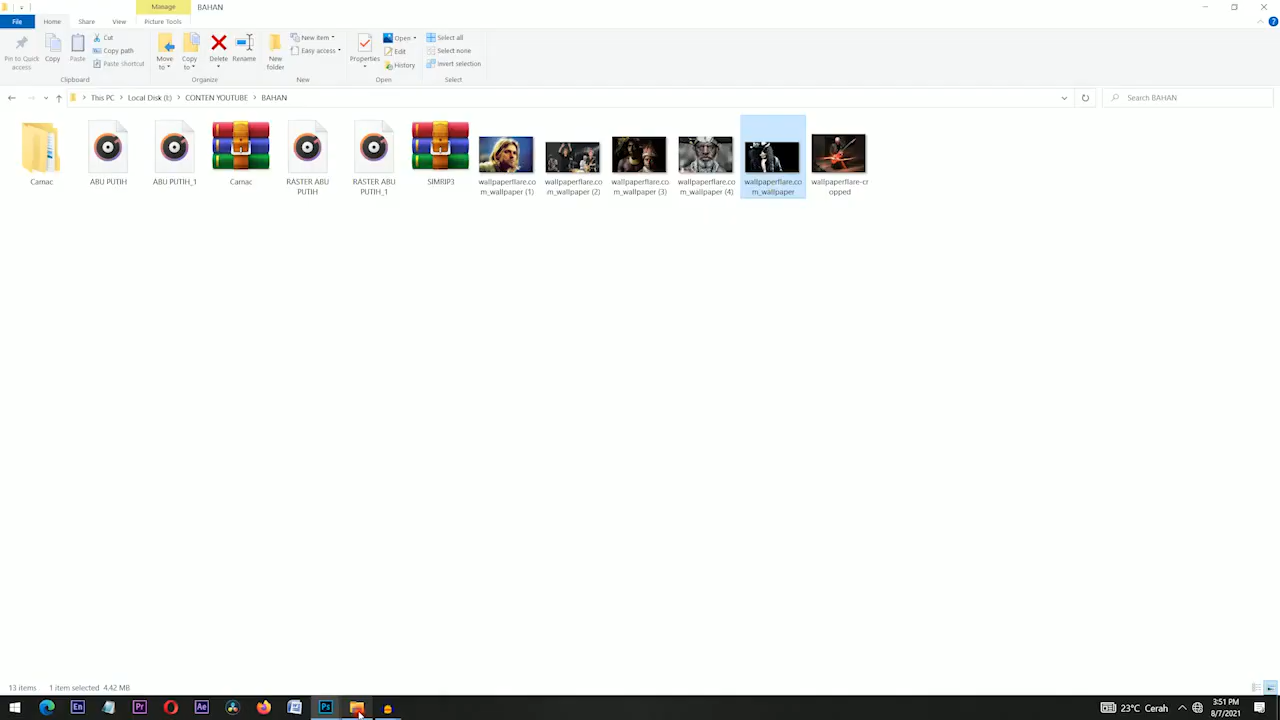 Manage
BAHAN
File
Home
Share
View
Picture Tools
Pin to Quick access
Copy
Paste
Cut
Copy path
Paste Shortcut
Clipboard
Move to
Copy to
Delete
Rename
Organize
New folder
New item
Easy access
New
Properties
Open
Edit
History
Open
Select all
Select none
Invert selection
Select
This PC
Local Disk (I:)
CONTEN YOUTUBE
BAHAN
Search BAHAN
Camac
ABU PUTIH
ABU PUTIH_1
Camac
RASTER ABU
PUTIH
RASTER ABU
PUTIH_1
SIMRIP3
wallpaperflare.co
m_wallpaper (1)
wallpaperflare.co
m_wallpaper (2)
wallpaperflare.co
m_wallpaper (3)
wallpaperflare.co
m_wallpaper (4)
wallpaperflare.co
m_wallpaper
wallpaperflare-cr
opped
13 items
1 item selected 4,42 MB
En
Pr
Ae
Ps
23°C Cerah
3:51 PM
8/7/2021